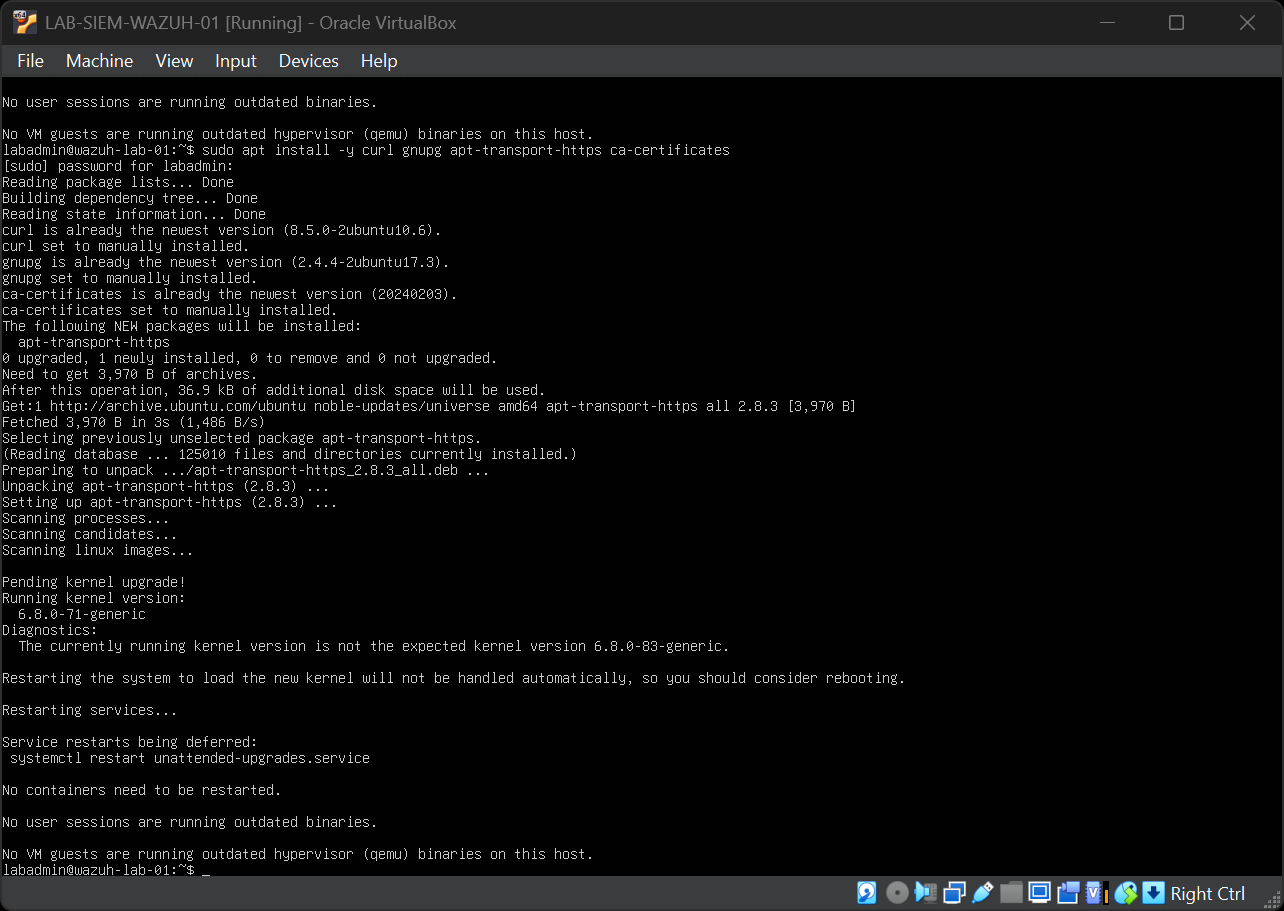 LAB-SIEM-WAZUH-01 [Running] - Oracle VirtualBox
File Machine View Input Devices Help
No user sessions are running outdated binaries.
No VM guests are running outdated hypervisor (qemu) binaries on this host.
labadmin@wazuh-lab-01:~$ sudo apt install -y curl gnupg apt-transport-https ca-certificates
[sudo] password for labadmin:
Reading package lists... Done
Building dependency tree... Done
Reading state information... Done
curl is already the newest version (8.5.0-2ubuntu10.6).
curl set to manually installed.
gnupg is already the newest version (2.4.4-2ubuntu17.3).
gnupg set to manually installed.
ca-certificates is already the newest version (20240203).
ca-certificates set to manually installed.
The following NEW packages will be installed:
  apt-transport-https
0 upgraded, 1 newly installed, 0 to remove and 0 not upgraded.
Need to get 3,970 B of archives.
After this operation, 36.9 kB of additional disk space will be used.
Get:1 http://archive.ubuntu.com/ubuntu noble-updates/universe amd64 apt-transport-https all 2.8.3 [3,970 B]
Fetched 3,970 B in 3s (1,486 B/s)
Selecting previously unselected package apt-transport-https.
(Reading database ... 125010 files and directories currently installed.)
Preparing to unpack .../apt-transport-https_2.8.3_all.deb ...
Unpacking apt-transport-https (2.8.3) ...
Setting up apt-transport-https (2.8.3) ...
Scanning processes...
Scanning candidates...
Scanning linux images...
Pending kernel upgrade!
Running kernel version:
  6.8.0-71-generic
Diagnostics:
  The currently running kernel version is not the expected kernel version 6.8.0-83-generic.
Restarting the system to load the new kernel will not be handled automatically, so you should consider rebooting.
Restarting services...
Service restarts being deferred:
 systemctl restart unattended-upgrades.service
No containers need to be restarted.
No user sessions are running outdated binaries.
No VM guests are running outdated hypervisor (qemu) binaries on this host.
labadmin@wazuh-lab-01:~$ _
Right Ctrl